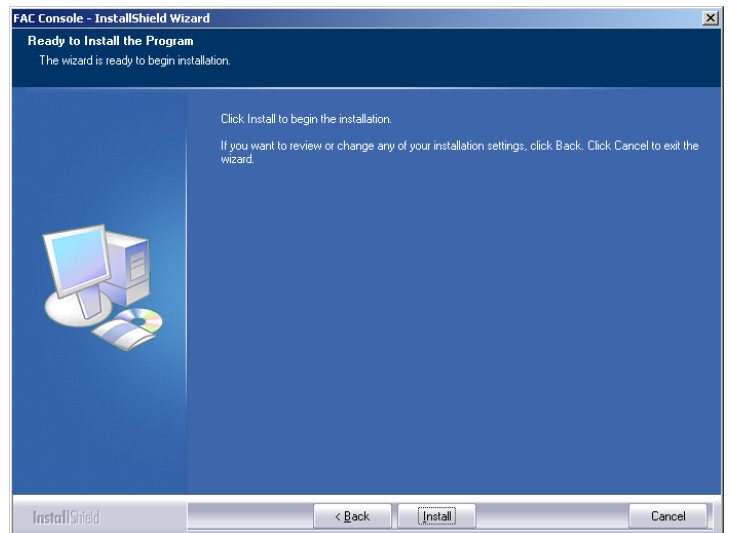 FAC Console - InstallShield Wizard
Ready to Install the Program
The wizard is ready to begin installation.
Click Install to begin the installation.
If you want to review or change any of your installation settings, click Back. Click Cancel to exit the
wizard.
InstallShield
< Back
Install
Cancel